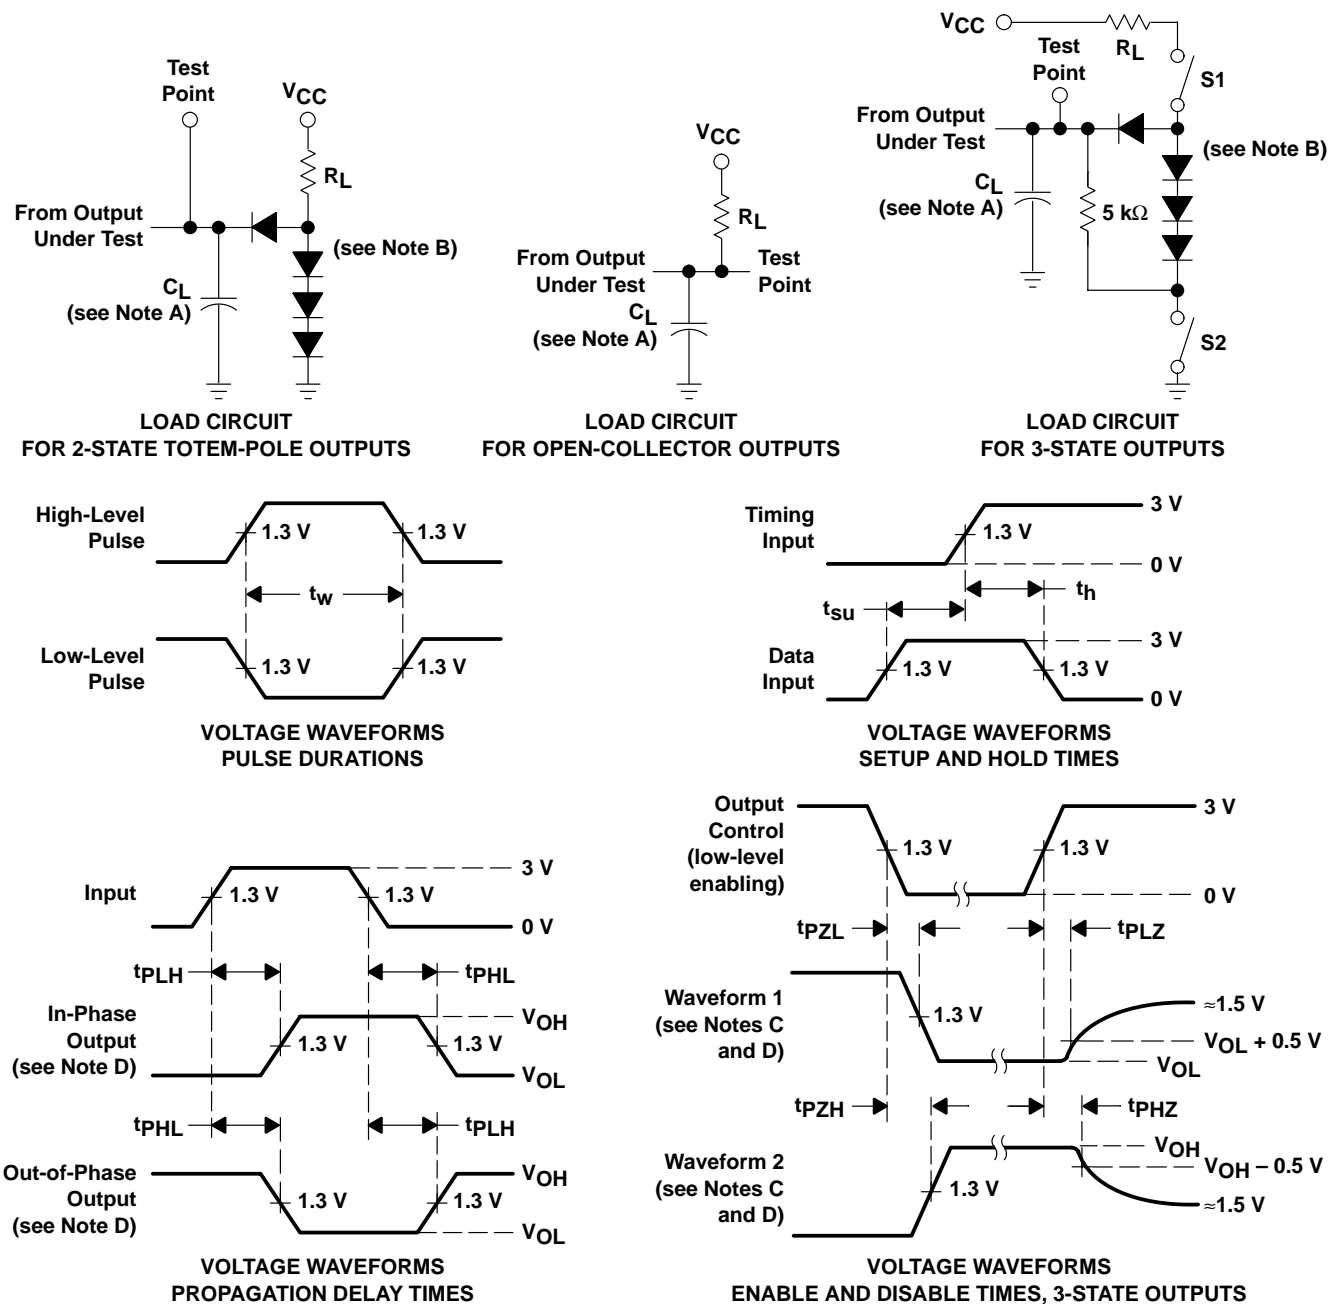 Test
Point
VCC
RL
From Output
Under Test
(see Note B)
CL
(see Note A)
LOAD CIRCUIT
FOR 2-STATE TOTEM-POLE OUTPUTS
VCC
RL
From Output
Under Test
Test
Point
CL
(see Note A)
LOAD CIRCUIT
FOR OPEN-COLLECTOR OUTPUTS
VCC
RL
Test
Point
S1
From Output
Under Test
(see Note B)
CL
(see Note A)
5 kΩ
S2
LOAD CIRCUIT
FOR 3-STATE OUTPUTS
High-Level
Pulse
1.3 V
1.3 V
tw
Low-Level
Pulse
1.3 V
1.3 V
VOLTAGE WAVEFORMS
PULSE DURATIONS
Timing
Input
1.3 V
3 V
0 V
tsu
th
Data
Input
1.3 V
1.3 V
3 V
0 V
VOLTAGE WAVEFORMS
SETUP AND HOLD TIMES
Input
1.3 V
1.3 V
3 V
0 V
tPLH
tPHL
In-Phase
Output
(see Note D)
1.3 V
1.3 V
VOH
VOL
tPHL
tPLH
Out-of-Phase
Output
(see Note D)
1.3 V
1.3 V
VOH
VOL
VOLTAGE WAVEFORMS
PROPAGATION DELAY TIMES
Output
Control
(low-level
enabling)
1.3 V
1.3 V
3 V
0 V
tPZL
tPLZ
Waveform 1
(see Notes C
and D)
1.3 V
≈1.5 V
VOL + 0.5 V
VOL
tPZH
tPHZ
Waveform 2
(see Notes C
and D)
1.3 V
VOH
VOH – 0.5 V
≈1.5 V
VOLTAGE WAVEFORMS
ENABLE AND DISABLE TIMES, 3-STATE OUTPUTS